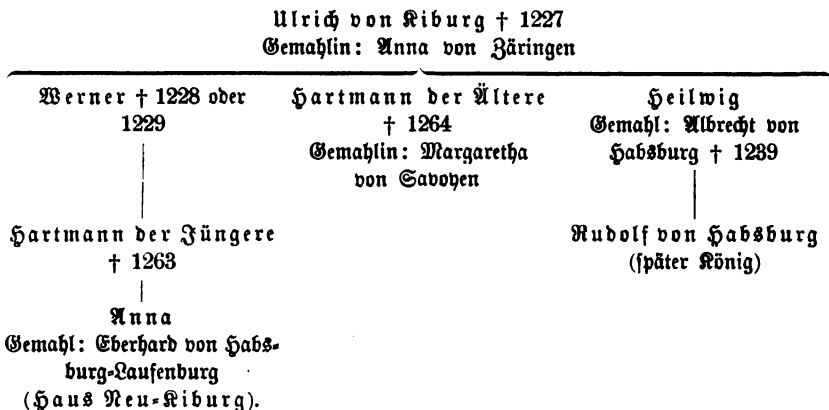 Ulrich von Kiburg † 1227
Gemahlin: Anna von Zäringen
Werner † 1228 oder
1229
Hartmann der Ältere
† 1264
Gemahlin: Margaretha
von Savoyen
Heilwig
Gemahl: Albrecht von
Habsburg † 1239
Hartmann der Jüngere
† 1263
Rudolf von Habsburg
(später König)
Anna
Gemahl: Eberhard von Habs-
burg-Laufenburg
(Haus Neu-Kiburg).